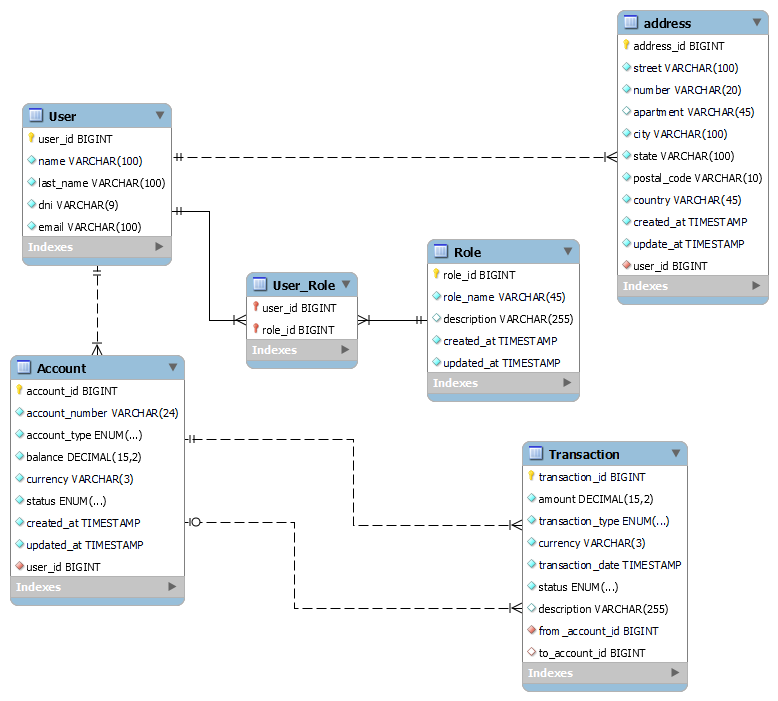 address
address_id BIGINT
street VARCHAR(100)
number VARCHAR(20)
apartment VARCHAR(45)
city VARCHAR(100)
state VARCHAR(100)
postal_code VARCHAR(10)
country VARCHAR(45)
created_at TIMESTAMP
update_at TIMESTAMP
user_id BIGINT
Indexes
User
user_id BIGINT
name VARCHAR(100)
last_name VARCHAR(100)
dni VARCHAR(9)
email VARCHAR(100)
Indexes
User_Role
user_id BIGINT
role_id BIGINT
Indexes
Role
role_id BIGINT
role_name VARCHAR(45)
description VARCHAR(255)
created_at TIMESTAMP
updated_at TIMESTAMP
Indexes
Account
account_id BIGINT
account_number VARCHAR(24)
account_type ENUM(...)
balance DECIMAL(15,2)
currency VARCHAR(3)
status ENUM(...)
created_at TIMESTAMP
updated_at TIMESTAMP
user_id BIGINT
Indexes
Transaction
transaction_id BIGINT
amount DECIMAL(15,2)
transaction_type ENUM(...)
currency VARCHAR(3)
transaction_date TIMESTAMP
status ENUM(...)
description VARCHAR(255)
from_account_id BIGINT
to_account_id BIGINT
Indexes